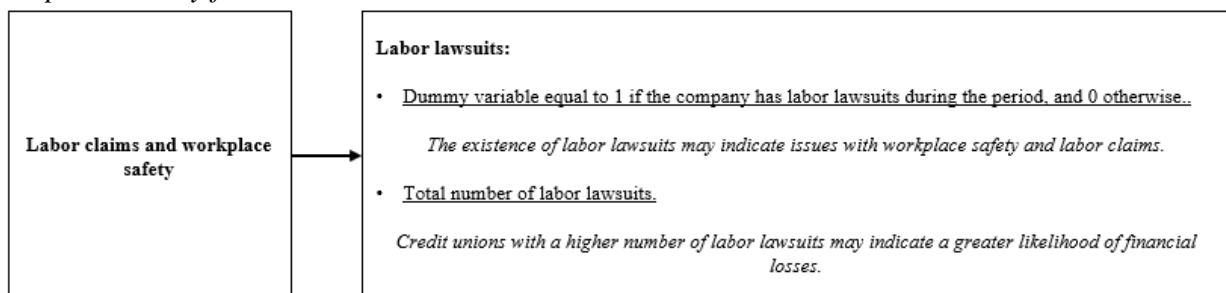 Labor claims and workplace
safety
Labor lawsuits:
• Dummy variable equal to 1 if the company has labor lawsuits during the period, and 0 otherwise..
The existence of labor lawsuits may indicate issues with workplace safety and labor claims.
• Total number of labor lawsuits.
Credit unions with a higher number of labor lawsuits may indicate a greater likelihood of financial
losses.